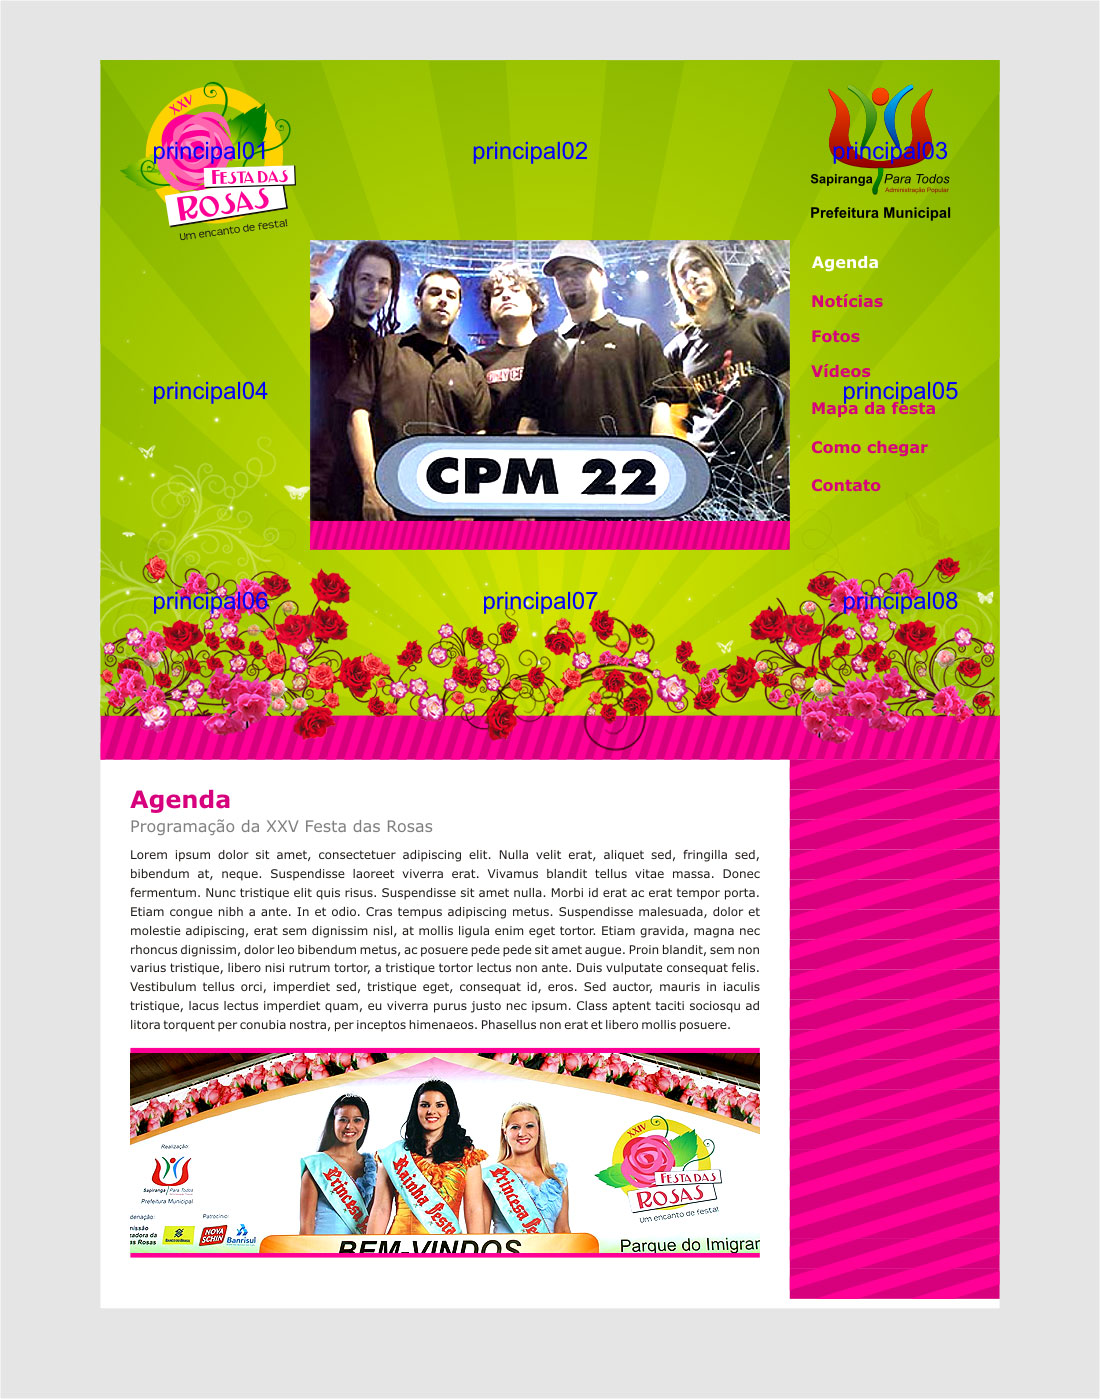 XXV
FESTA DAS
ROSAS
Um encanto de festa!
principal01
principal02
principal03
Sapiranga Para Todos
Administração Popular
Prefeitura Municipal
Agenda
Notícias
Fotos
Vídeos
Mapa da festa
Como chegar
Contato
principal04
principal05
KILL BILL
CPM 22
principal06
principal07
principal08
Agenda
Programação da XXV Festa das Rosas
Lorem ipsum dolor sit amet, consectetuer adipiscing elit. Nulla velit erat, aliquet sed, fringilla sed,
bibendum at, neque. Suspendisse laoreet viverra erat. Vivamus blandit tellus vitae massa. Donec
fermentum. Nunc tristique elit quis risus. Suspendisse sit amet nulla. Morbi id erat ac erat tempor porta.
Etiam congue nibh a ante. In et odio. Cras tempus adipiscing metus. Suspendisse malesuada, dolor et
molestie adipiscing, erat sem dignissim nisl, at mollis ligula enim eget tortor. Etiam gravida, magna nec
rhoncus dignissim, dolor leo bibendum metus, ac posuere pede pede sit amet augue. Proin blandit, sem non
varius tristique, libero nisi rutrum tortor, a tristique tortor lectus non ante. Duis vulputate consequat felis.
Vestibulum tellus orci, imperdiet sed, tristique eget, consequat id, eros. Sed auctor, mauris in iaculis
tristique, lacus lectus imperdiet quam, eu viverra purus justo nec ipsum. Class aptent taciti sociosqu ad
litora torquent per conubia nostra, per inceptos himenaeos. Phasellus non erat et libero mollis posuere.
Realização
Sapiranga Para Todos
Prefeitura Municipal
denação:
nissão
zadora da
as Rosas
Patrocínio:
BANCO DO BRASIL
NOVA
SCHIN
Banrisul
Princesa
Rainha
festa
Princesa fe
BEM-VINDOS
XXIV
FESTA DAS
ROSAS
Um encanto de festa!
Parque do Imigrar